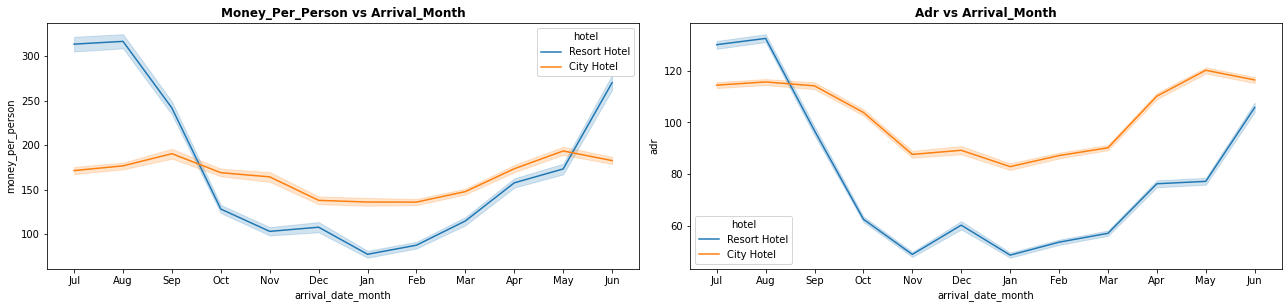 Money_Per_Person vs Arrival_Month
money_per_person
300
250
200
150
100
hotel
Resort Hotel
City Hotel
Jul Aug Sep Oct Nov Dec Jan Feb Mar Apr May Jun
arrival_date_month
Adr vs Arrival_Month
adr
120
100
80
60
hotel
Resort Hotel
City Hotel
Jul Aug Sep Oct Nov Dec Jan Feb Mar Apr May Jun
arrival_date_month